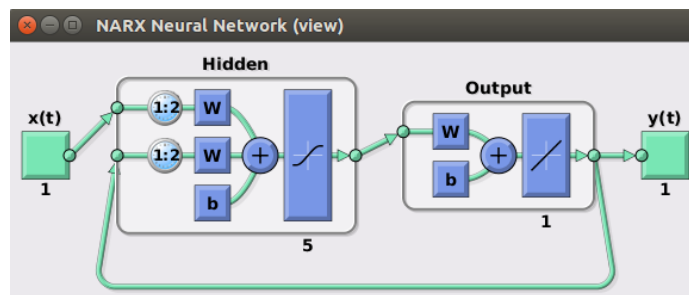 NARX Neural Network (view)
Hidden
Output
x(t)
1:2
W
W
y(t)
1:2
W
+
+
b
b
1
1
1
5